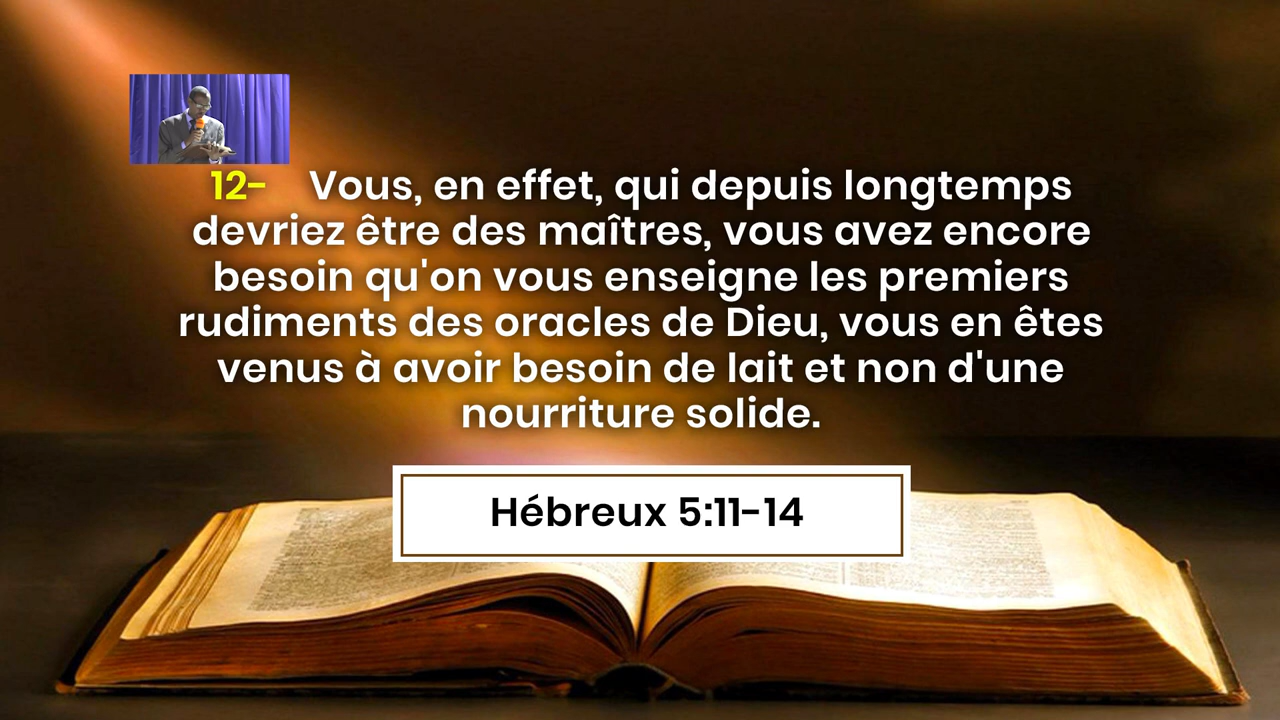 12- Vous, en effet, qui depuis longtemps
devriez être des maîtres, vous avez encore
besoin qu'on vous enseigne les premiers
rudiments des oracles de Dieu, vous en êtes
venus à avoir besoin de lait et non d'une
nourriture solide.
Hébreux 5:11-14